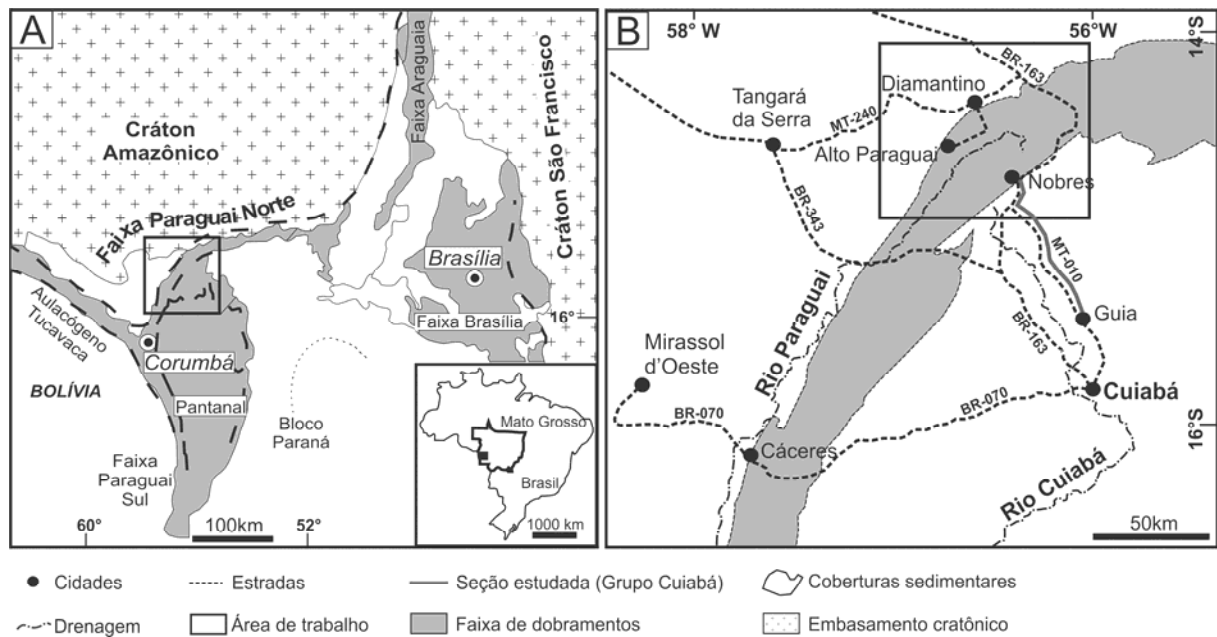 A
Cráton
Amazônico
Faixa Araguaia
Cráton São Francisco
Faixa Paraguai Norte
Brasília
Faixa Brasília
16°
Aulacógeno
Tucavaca
Corumbá
BOLÍVIA
Pantanal
Bloco
Paraná
Faixa
Paraguai
Sul
Mato Grosso
Brasil
1000 km
60°
100km
52°
B
58° W
56° W
14°S
BR-163
Diamantino
Tangará
da Serra
MT-240
Alto Paraguai
Nobres
BR-343
MT-010
Rio Paraguai
Guia
BR-163
Mirassol
d'Oeste
Cuiabá
BR-070
BR-070
16°S
Cáceres
Rio Cuiabá
50km
Cidades
Estradas
Seção estudada (Grupo Cuiabá)
Coberturas sedimentares
Drenagem
Área de trabalho
Faixa de dobramentos
Embasamento cratônico